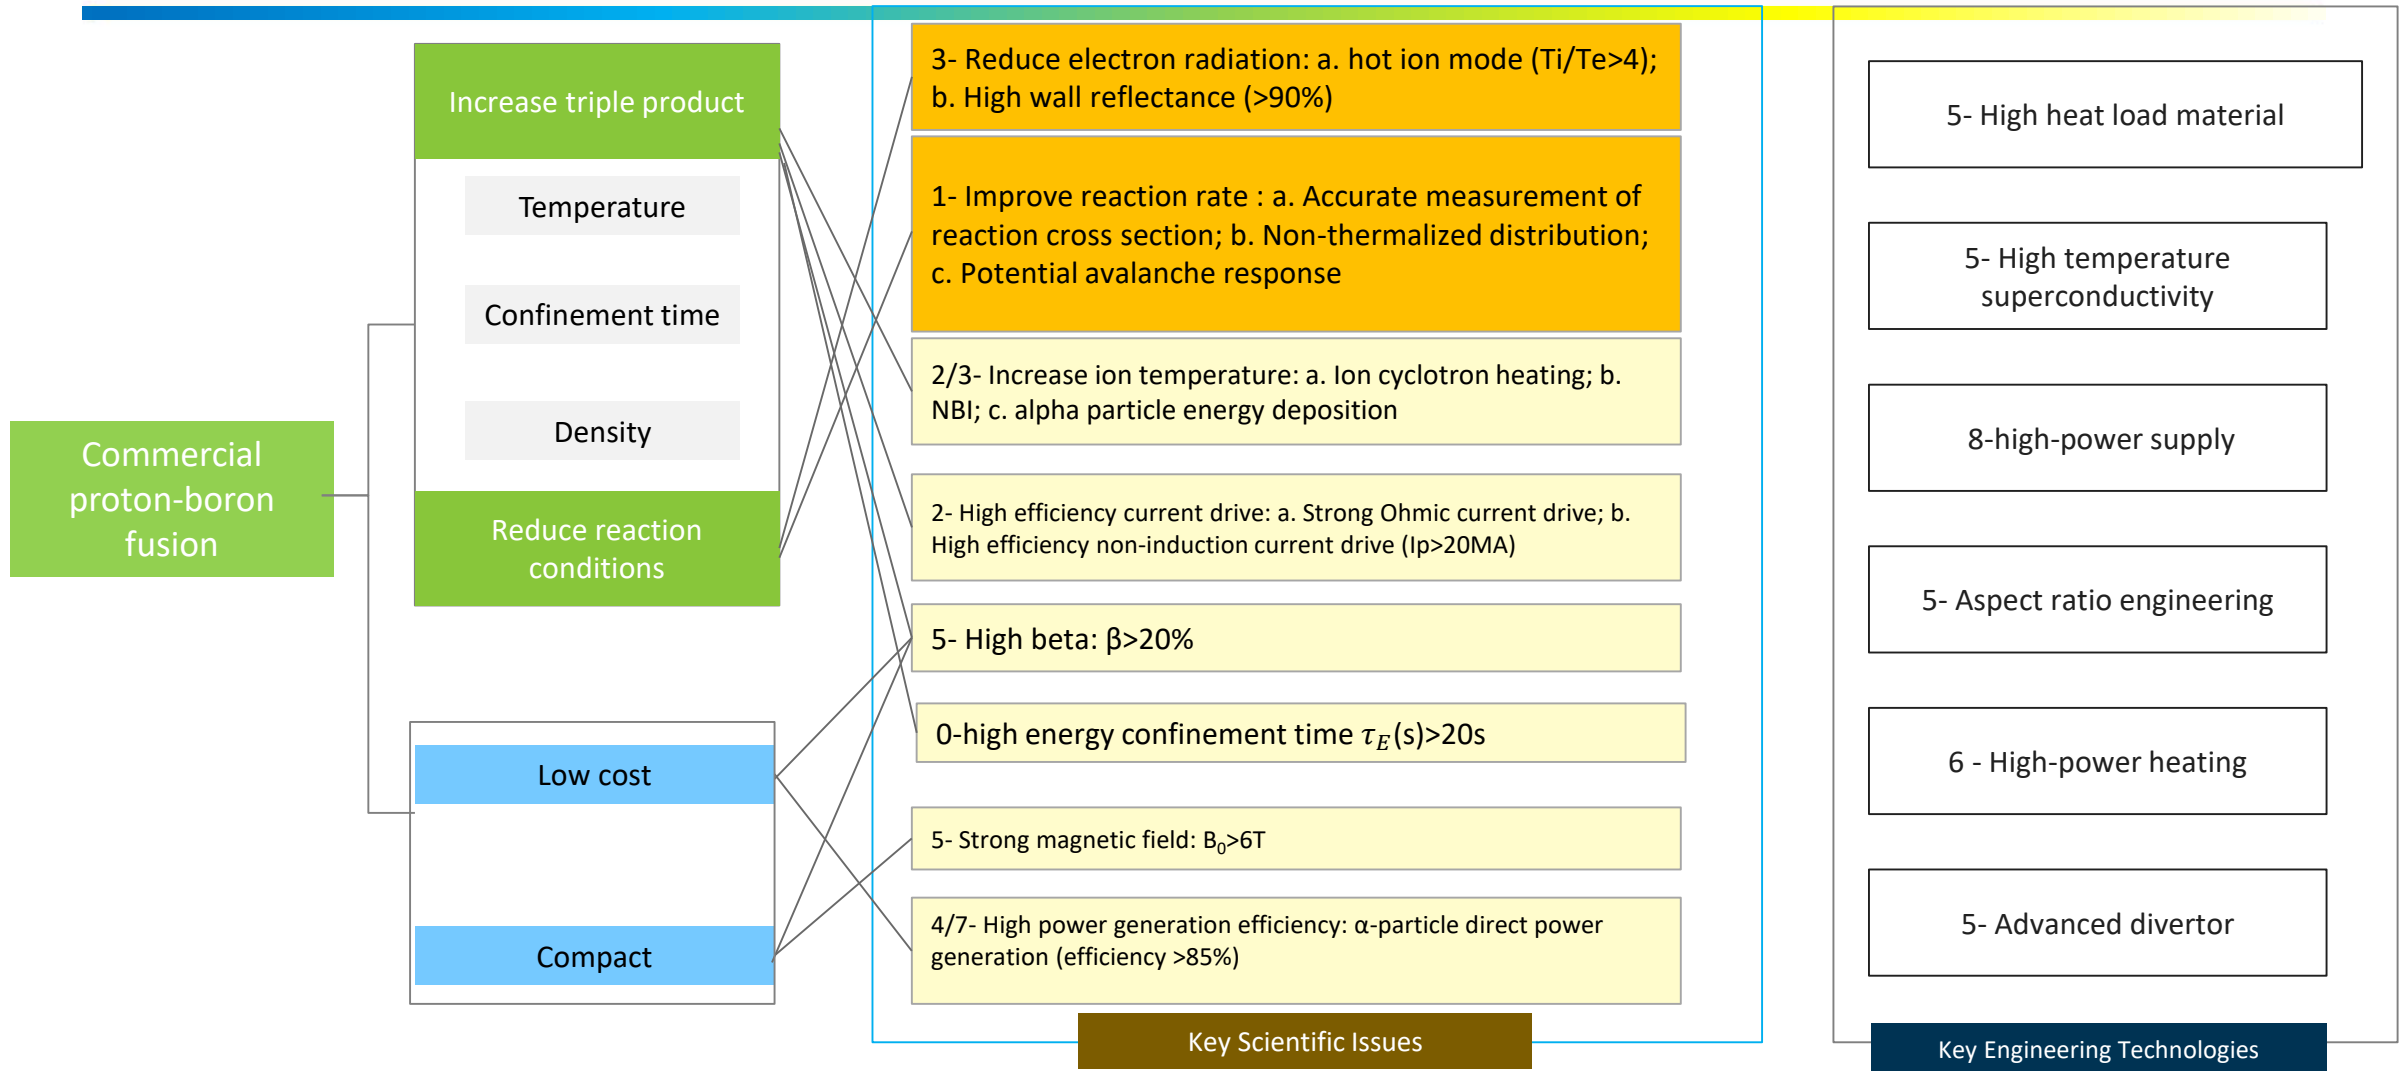 Commercial
proton-boron
fusion
Increase triple product
Temperature
Confinement time
Density
Reduce reaction
conditions
Low cost
Compact
3- Reduce electron radiation: a. hot ion mode (Ti/Te>4);
b. High wall reflectance (>90%)
1- Improve reaction rate : a. Accurate measurement of
reaction cross section; b. Non-thermalized distribution;
c. Potential avalanche response
2/3- Increase ion temperature: a. Ion cyclotron heating; b.
NBI; c. alpha particle energy deposition
2- High efficiency current drive: a. Strong Ohmic current drive; b.
High efficiency non-induction current drive (Ip>20MA)
5- High beta: β>20%
0-high energy confinement time τ_E(s)>20s
5- Strong magnetic field: B₀>6T
4/7- High power generation efficiency: α-particle direct power
generation (efficiency >85%)
Key Scientific Issues
5- High heat load material
5- High temperature
superconductivity
8-high-power supply
5- Aspect ratio engineering
6 - High-power heating
5- Advanced divertor
Key Engineering Technologies